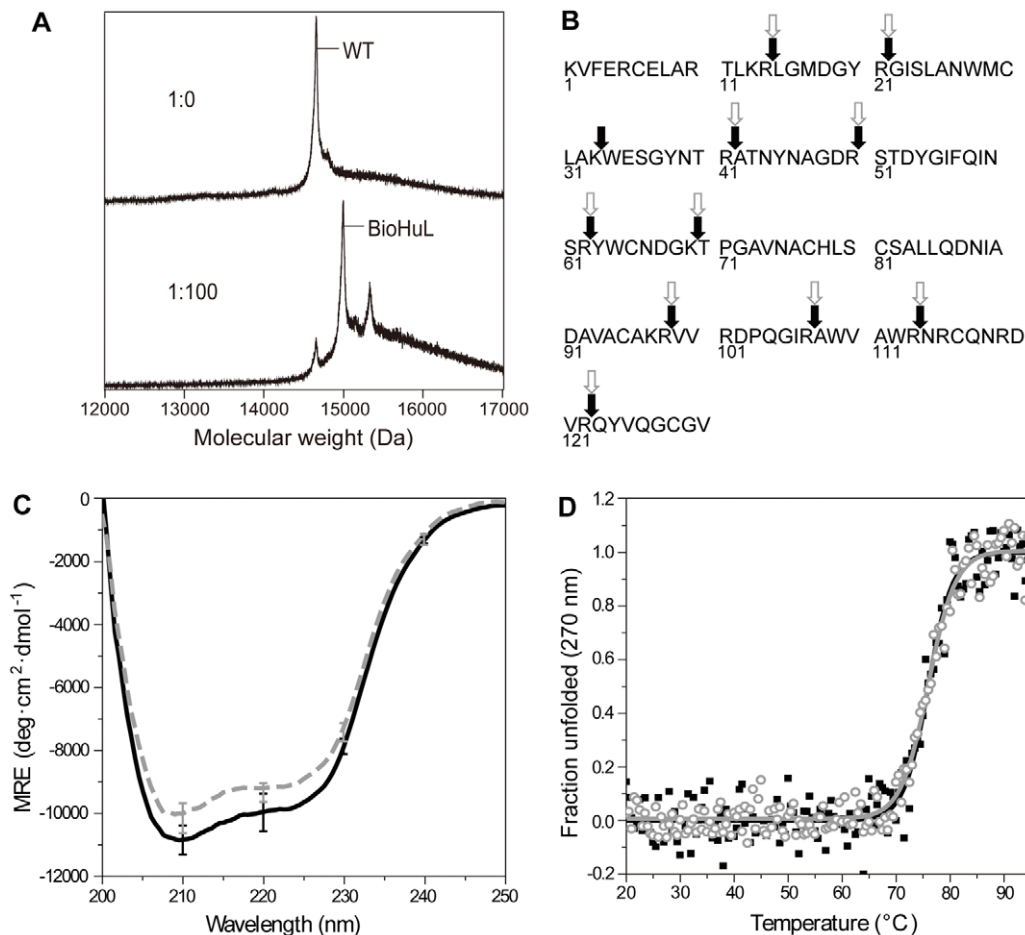 A
WT
1:0
BioHuL
1:100
12000 13000 14000 15000 16000 17000
Molecular weight (Da)
B
KVFERCELAR TLKRLGMDGY RGISLANWMC
1 11 21
LAKWESGYNT RATNYNAGDR STDYGIFQIN
31 41 51
SRYWCNDGKT PGAVNACHLS CSALLQDNIA
61 71 81
DAVACAKRVV RDPQGIRAWV AWRNRCQNRD
91 101 111
VRQYVQGCGV
121
C
0
-2000
-4000
-6000
-8000
-10000
-12000
MRE (deg·cm²·dmol⁻¹)
200 210 220 230 240 250
Wavelength (nm)
D
1.2
1.0
0.8
0.6
0.4
0.2
0.0
-0.2
Fraction unfolded (270 nm)
20 30 40 50 60 70 80 90
Temperature (°C)